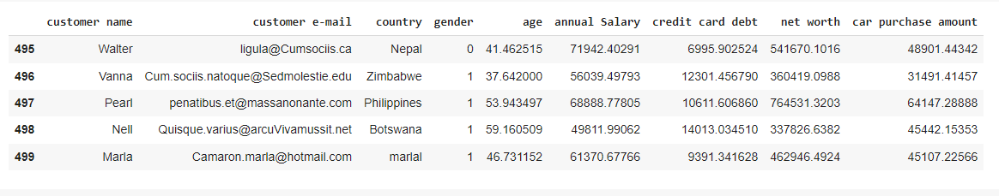 customer name customer e-mail country gender age annual Salary credit card debt net worth car purchase amount
495 Walter ligula@Cumsociis.ca Nepal 0 41.462515 71942.40291 6995.902524 541670.1016 48901.44342
496 Vanna Cum.sociis.natoque@Sedmolestie.edu Zimbabwe 1 37.642000 56039.49793 12301.456790 360419.0988 31491.41457
497 Pearl penatibus.et@massanonante.com Philippines 1 53.943497 68888.77805 10611.606860 764531.3203 64147.28888
498 Nell Quisque.varius@arcuVivamussit.net Botswana 1 59.160509 49811.99062 14013.034510 337826.6382 45442.15353
499 Marla Camaron.marla@hotmail.com marlal 1 46.731152 61370.67766 9391.341628 462946.4924 45107.22566